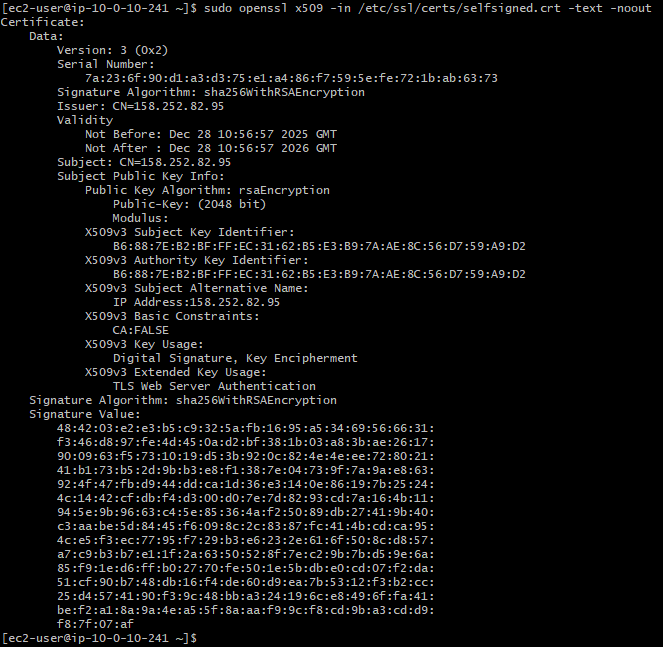 [ec2-user@ip-10-0-10-241 ~]$ sudo openssl x509 -in /etc/ssl/certs/selfsigned.crt -text -noout
Certificate:
Data:
Version: 3 (0x2)
Serial Number:
7a:23:6f:90:d1:a3:d3:75:e1:a4:86:f7:59:5e:fe:72:1b:ab:63:73
Signature Algorithm: sha256WithRSAEncryption
Issuer: CN=158.252.82.95
Validity
Not Before: Dec 28 10:56:57 2025 GMT
Not After : Dec 28 10:56:57 2026 GMT
Subject: CN=158.252.82.95
Subject Public Key Info:
Public Key Algorithm: rsaEncryption
Public-Key: (2048 bit)
Modulus:
X509v3 Subject Key Identifier:
B6:88:7E:B2:BF:FF:EC:31:62:B5:E3:B9:7A:AE:8C:56:D7:59:A9:D2
X509v3 Authority Key Identifier:
B6:88:7E:B2:BF:FF:EC:31:62:B5:E3:B9:7A:AE:8C:56:D7:59:A9:D2
X509v3 Subject Alternative Name:
IP Address:158.252.82.95
X509v3 Basic Constraints:
CA:FALSE
X509v3 Key Usage:
Digital Signature, Key Encipherment
X509v3 Extended Key Usage:
TLS Web Server Authentication
Signature Algorithm: sha256WithRSAEncryption
Signature Value:
48:42:03:e2:e3:b5:c9:32:5a:fb:16:95:a5:34:69:56:66:31:
f3:46:d8:97:fe:4d:45:0a:d2:bf:38:1b:03:a8:3b:ae:26:17:
90:09:63:f5:73:10:19:d5:3b:92:0c:82:4e:4e:ee:72:80:21:
41:b1:73:b5:2d:9b:b3:e8:f1:38:7e:04:73:9f:7a:9a:e8:63:
92:4f:47:fb:d9:44:dd:ca:1d:36:e3:14:0e:86:19:7b:25:24:
4c:14:42:cf:db:f4:d3:00:d0:7e:7d:82:93:cd:7a:16:4b:11:
94:5e:9b:96:63:c4:5e:85:36:4a:f2:50:89:db:27:41:9b:40:
c3:aa:be:5d:84:45:f6:09:8c:2c:83:87:fc:41:4b:cd:ca:95:
4c:e5:f3:ec:77:95:f7:29:b3:e6:23:2e:61:6f:50:8c:d8:57:
a7:c9:b3:b7:e1:1f:2a:63:50:52:8f:7e:c2:9b:7b:d5:9e:6a:
85:f9:1e:d6:ff:b0:27:70:fe:50:1e:5b:db:e0:cd:07:f2:da:
51:cf:90:b7:48:db:16:f4:de:60:d9:ea:7b:53:12:f3:b2:cc:
25:d4:57:41:90:f3:9c:48:bb:a3:24:19:6c:e8:49:6f:fa:41:
be:f2:a1:8a:9a:4e:a5:5f:8a:aa:f9:9c:f8:cd:9b:a3:cd:d9:
f8:7f:07:af
[ec2-user@ip-10-0-10-241 ~]$